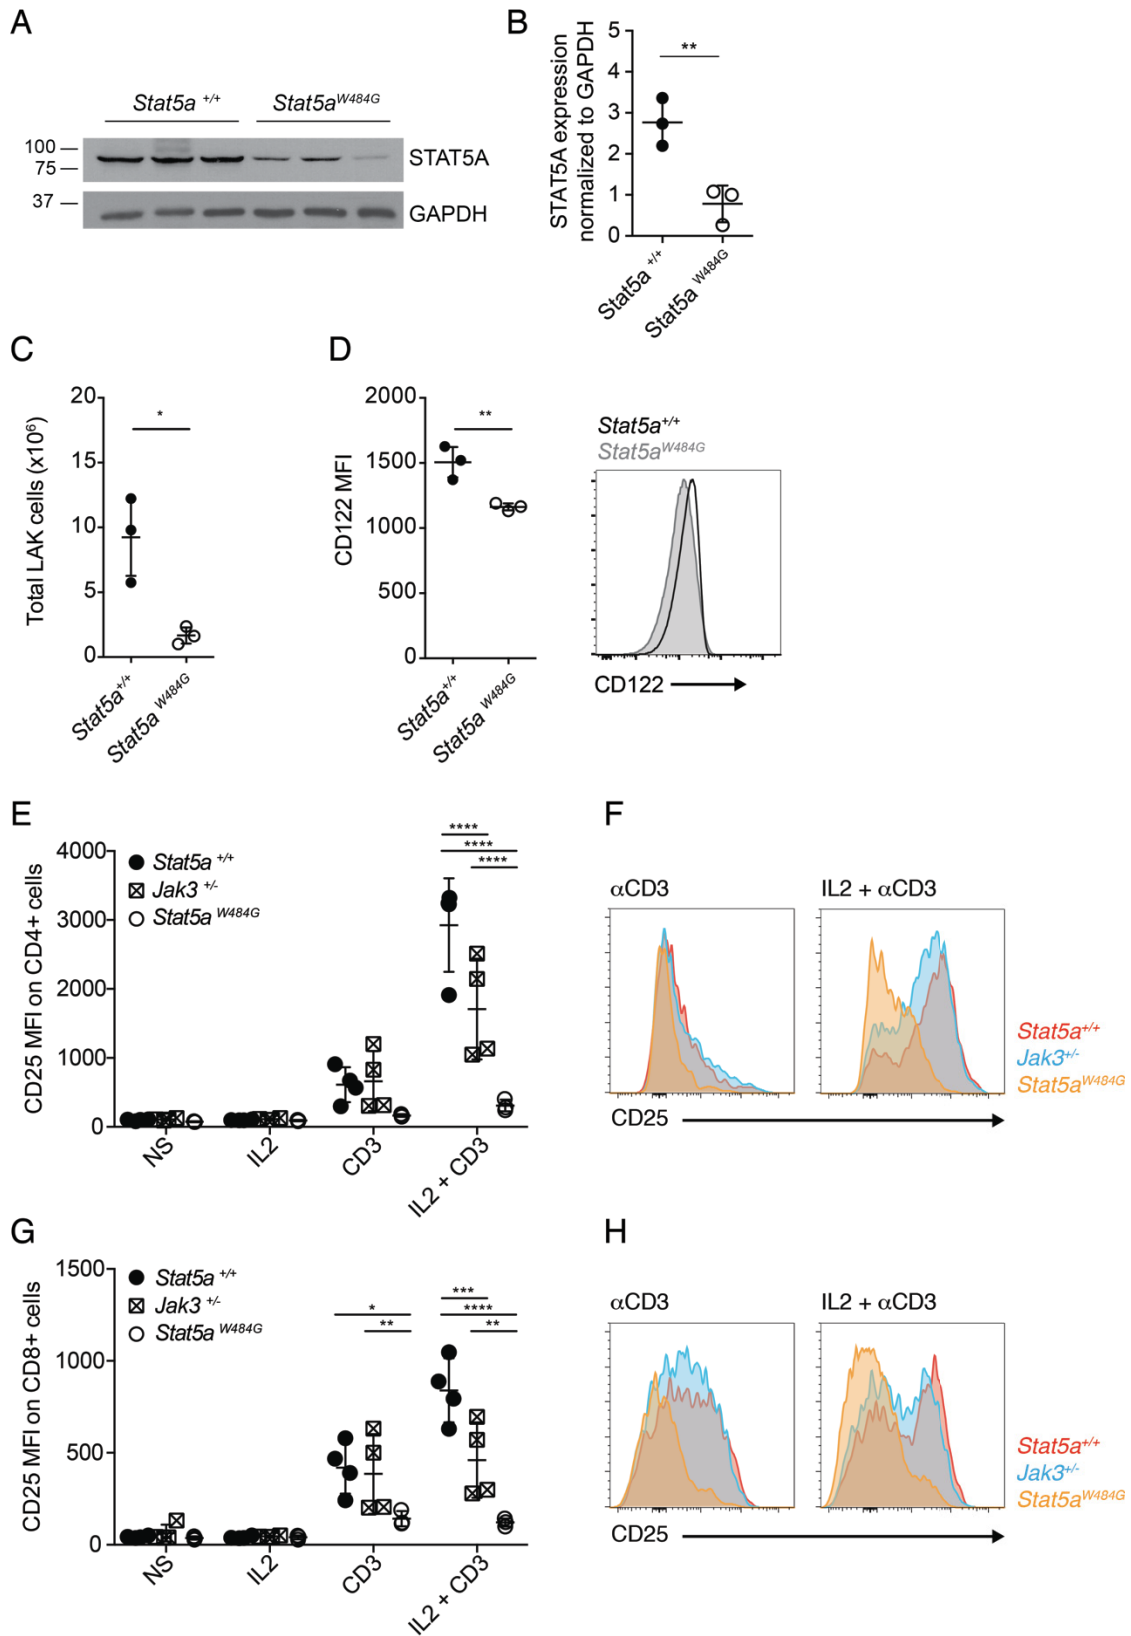 A
Stat5a +/+
Stat5aW484G
100
75
37
STAT5A
GAPDH
B
STAT5A expression
normalized to GAPDH
5
4
3
2
1
0
**
Stat5a +/+
Stat5a W484G
C
Total LAK cells (x10⁶)
20
15
10
5
0
*
Stat5a+/+
Stat5a W484G
D
CD122 MFI
2000
1500
1000
500
0
**
Stat5a+/+
Stat5a W484G
Stat5a+/+
Stat5aW484G
CD122
E
CD25 MFI on CD4+ cells
4000
3000
2000
1000
0
Stat5a +/+
Jak3 +/-
Stat5a W484G
****
****
****
NS
IL2
CD3
IL2 + CD3
F
αCD3
IL2 + αCD3
Stat5a+/+
Jak3+/-
Stat5aW484G
CD25
G
CD25 MFI on CD8+ cells
1500
1000
500
0
Stat5a +/+
Jak3 +/-
Stat5a W484G
*
**
***
****
**
NS
IL2
CD3
IL2 + CD3
H
αCD3
IL2 + αCD3
Stat5a+/+
Jak3+/-
Stat5aW484G
CD25